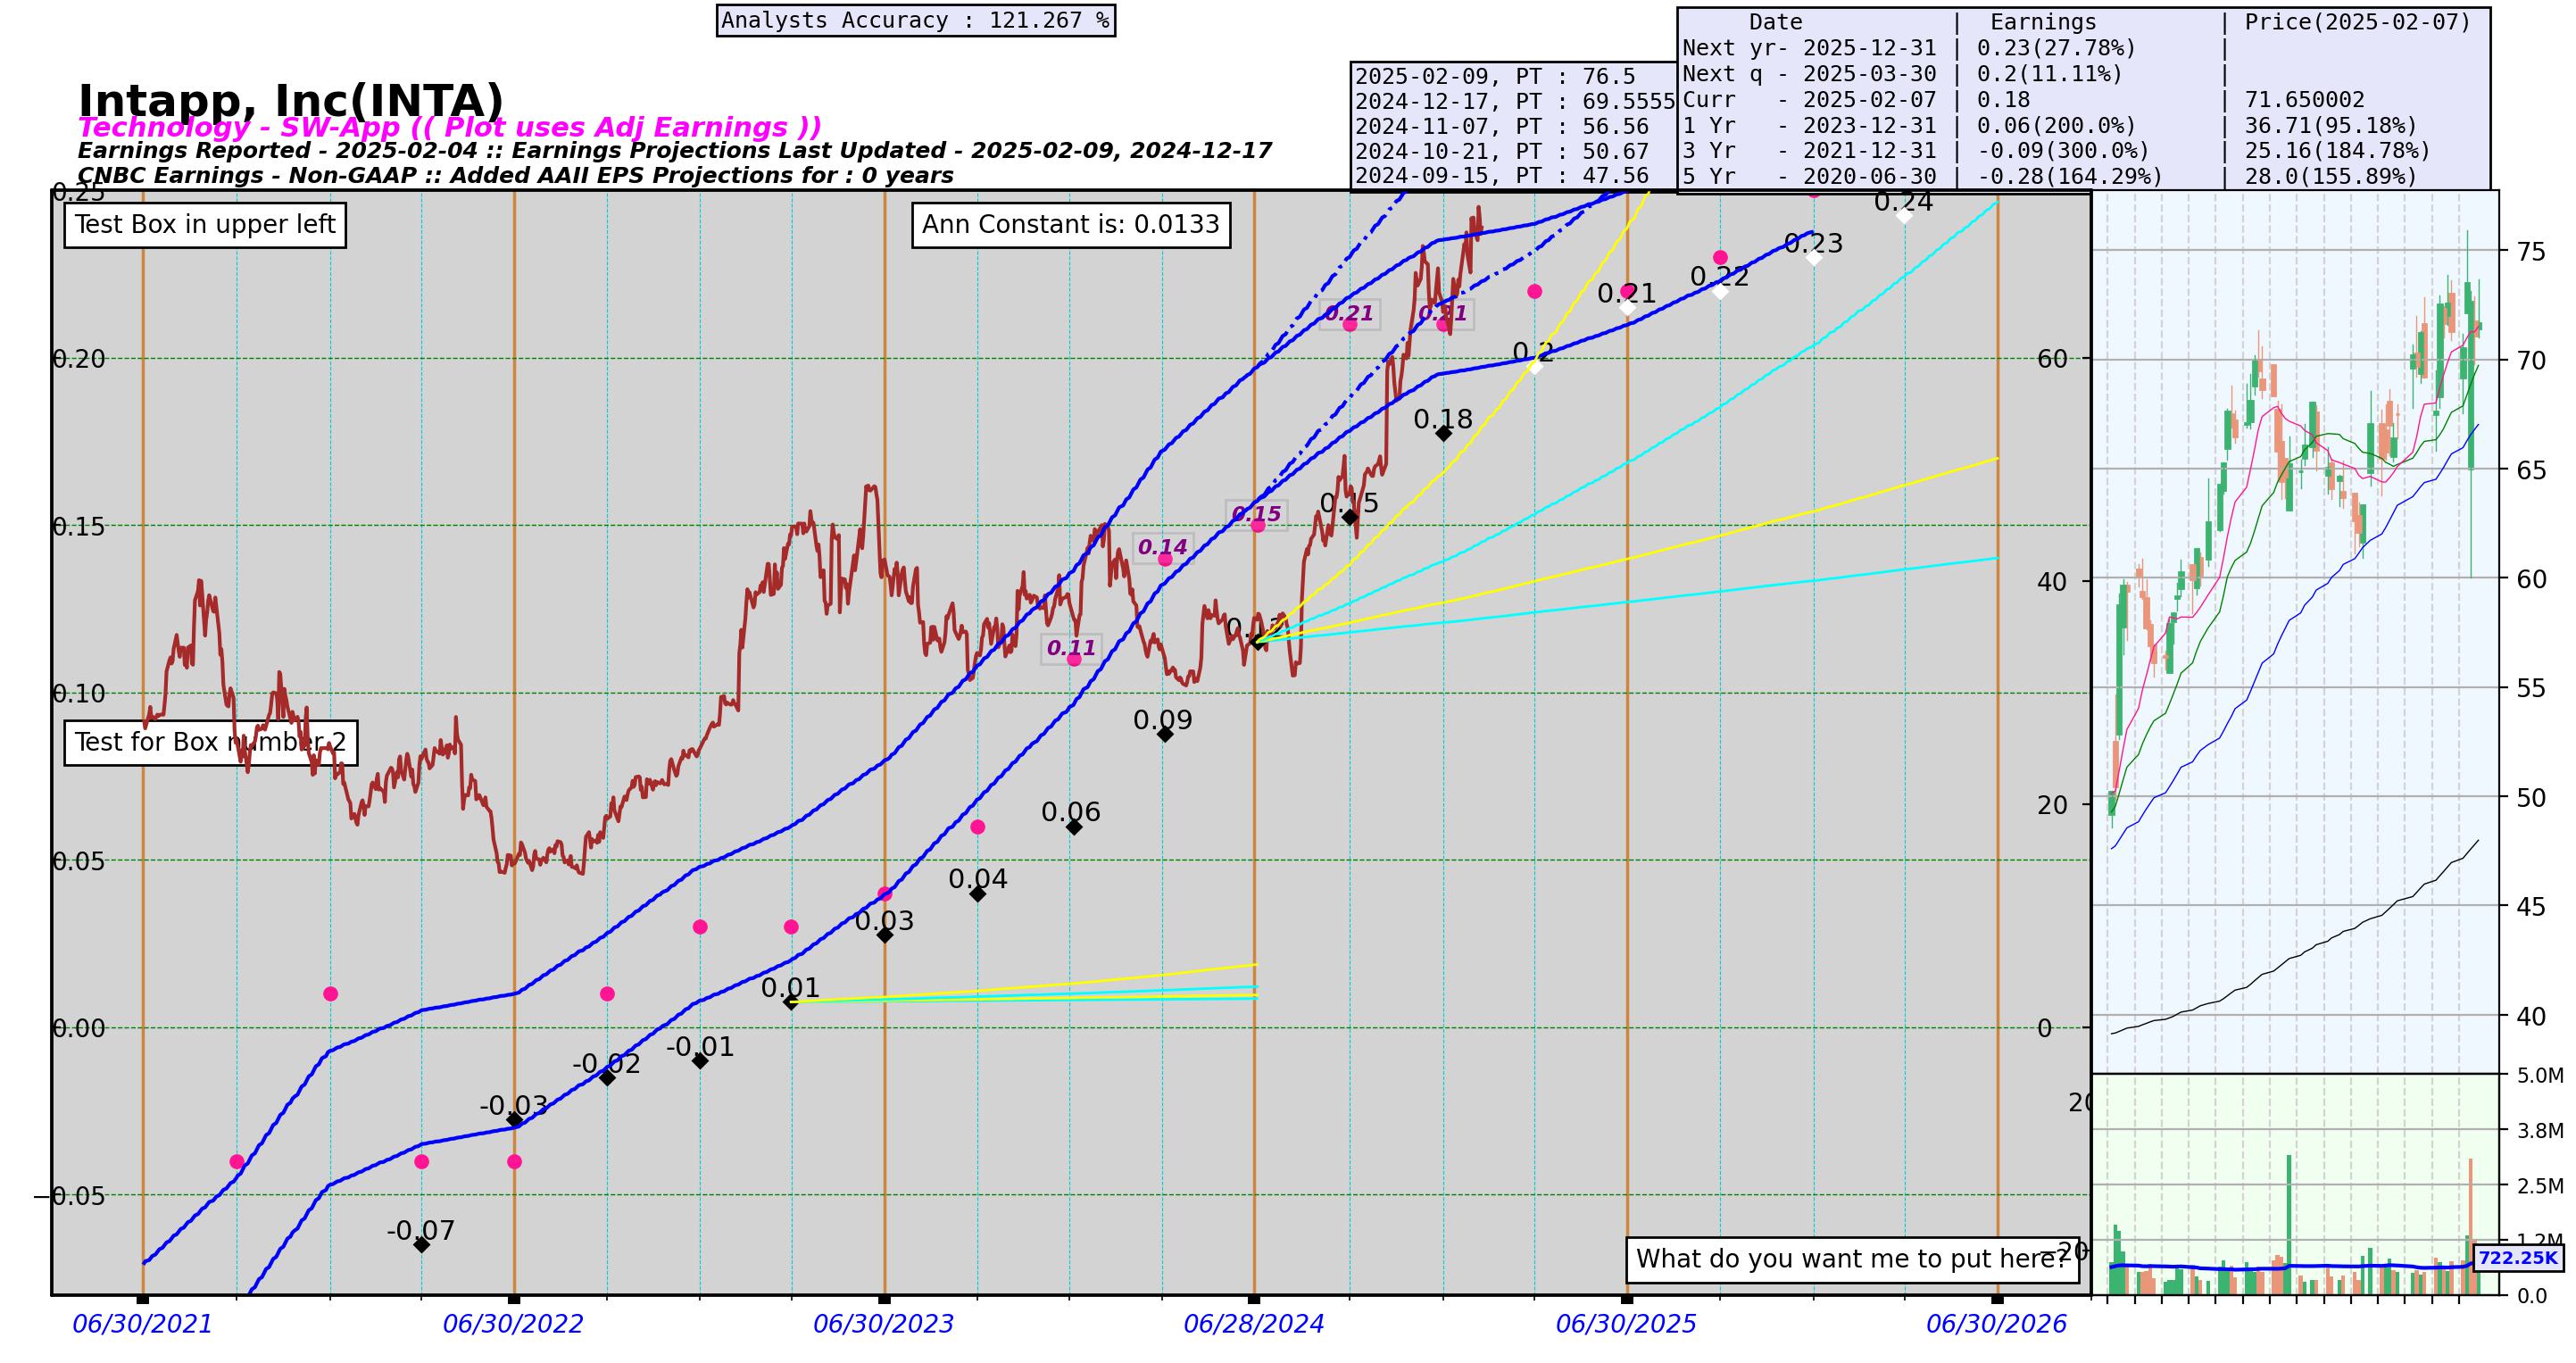 Analysts Accuracy : 121.267 %
Date | Earnings | Price(2025-02-07)
Next yr- 2025-12-31 | 0.23(27.78%) |
Next q - 2025-03-30 | 0.2(11.11%) |
Curr - 2025-02-07 | 0.18 | 71.650002
1 Yr - 2023-12-31 | 0.06(200.0%) | 36.71(95.18%)
3 Yr - 2021-12-31 | -0.09(300.0%) | 25.16(184.78%)
5 Yr - 2020-06-30 | -0.28(164.29%) | 28.0(155.89%)
2025-02-09, PT : 76.5
2024-12-17, PT : 69.5555
2024-11-07, PT : 56.56
2024-10-21, PT : 50.67
2024-09-15, PT : 47.56
Intapp, Inc(INTA)
Technology - SW-App (( Plot uses Adj Earnings ))
Earnings Reported - 2025-02-04 :: Earnings Projections Last Updated - 2025-02-09, 2024-12-17
CNBC Earnings - Non-GAAP :: Added AAII EPS Projections for : 0 years
0.25
0.20
0.15
0.10
0.05
0.00
−0.05
Test Box in upper left
Ann Constant is: 0.0133
Test for Box number 2
What do you want me to put here?
-0.07
-0.03
-0.02
-0.01
0.01
0.03
0.04
0.06
0.09
0.15
0.18
0.2
0.21
0.22
0.23
0.24
0.11
0.14
0.15
0.21
0.21
60
40
20
0
−20
20
75
70
65
60
55
50
45
40
5.0M
3.8M
2.5M
1.2M
722.25K
0.0
06/30/2021
06/30/2022
06/30/2023
06/28/2024
06/30/2025
06/30/2026